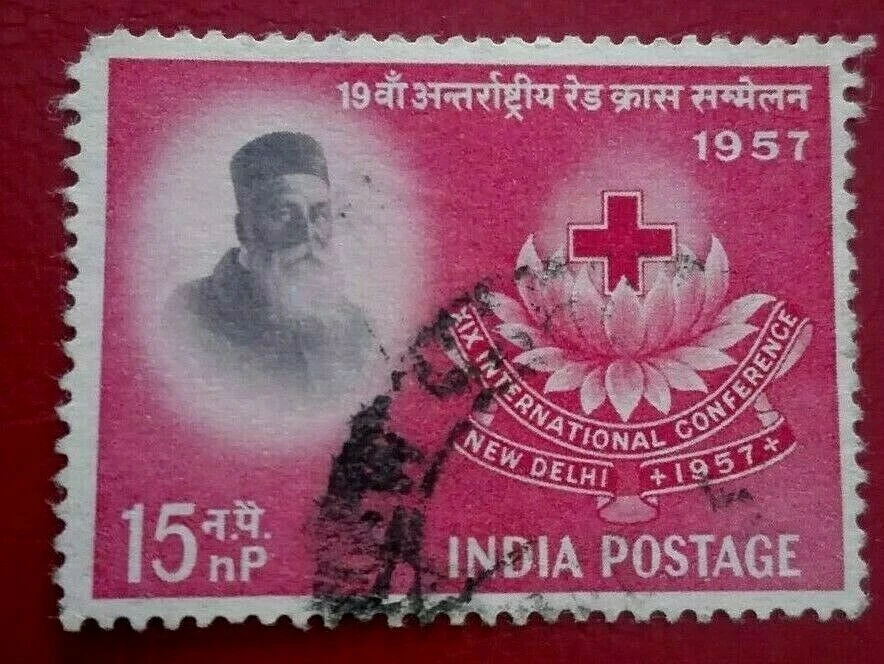 19वाँ अन्तर्राष्ट्रीय रेड क्रास सम्मेलन
1957
XIX INTERNATIONAL CONFERENCE
NEW DELHI +1957+
15 न.पै.
nP
INDIA POSTAGE